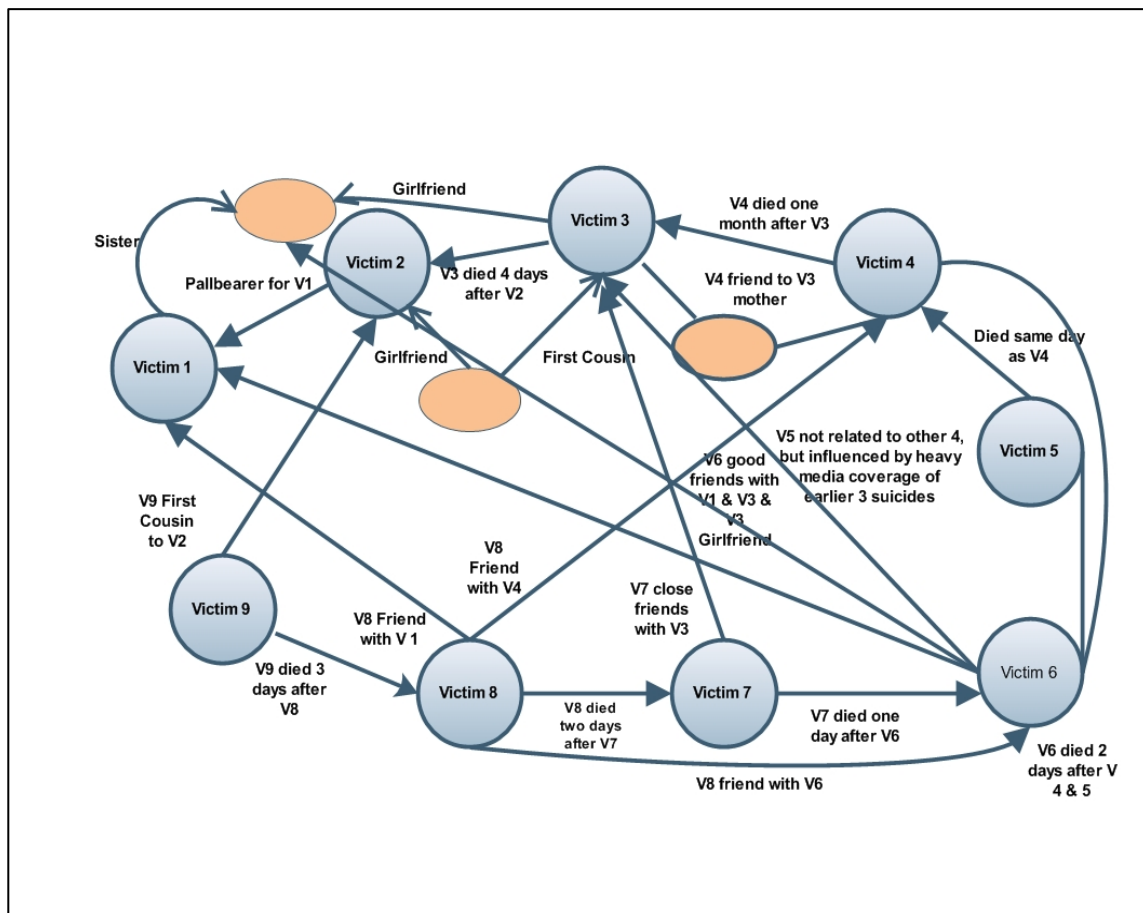 Girlfriend
Victim 3
V4 died one
month after V3
Sister
Victim 2
Victim 4
Pallbearer for V1
V3 died 4 days
after V2
V4 friend to V3
mother
Victim 1
Girlfriend
First Cousin
Died same day
as V4
V5 not related to other 4,
but influenced by heavy
media coverage of
earlier 3 suicides
Victim 5
V6 good
friends with
V1 & V3 &
V3
Girlfriend
V9 First
Cousin
to V2
V8
Friend
with V4
V7 close
friends
with V3
Victim 9
V8 Friend
with V 1
Victim 6
V9 died 3
days after
V8
Victim 8
Victim 7
V8 died
two days
after V7
V7 died one
day after V6
V6 died 2
days after V
4 & 5
V8 friend with V6